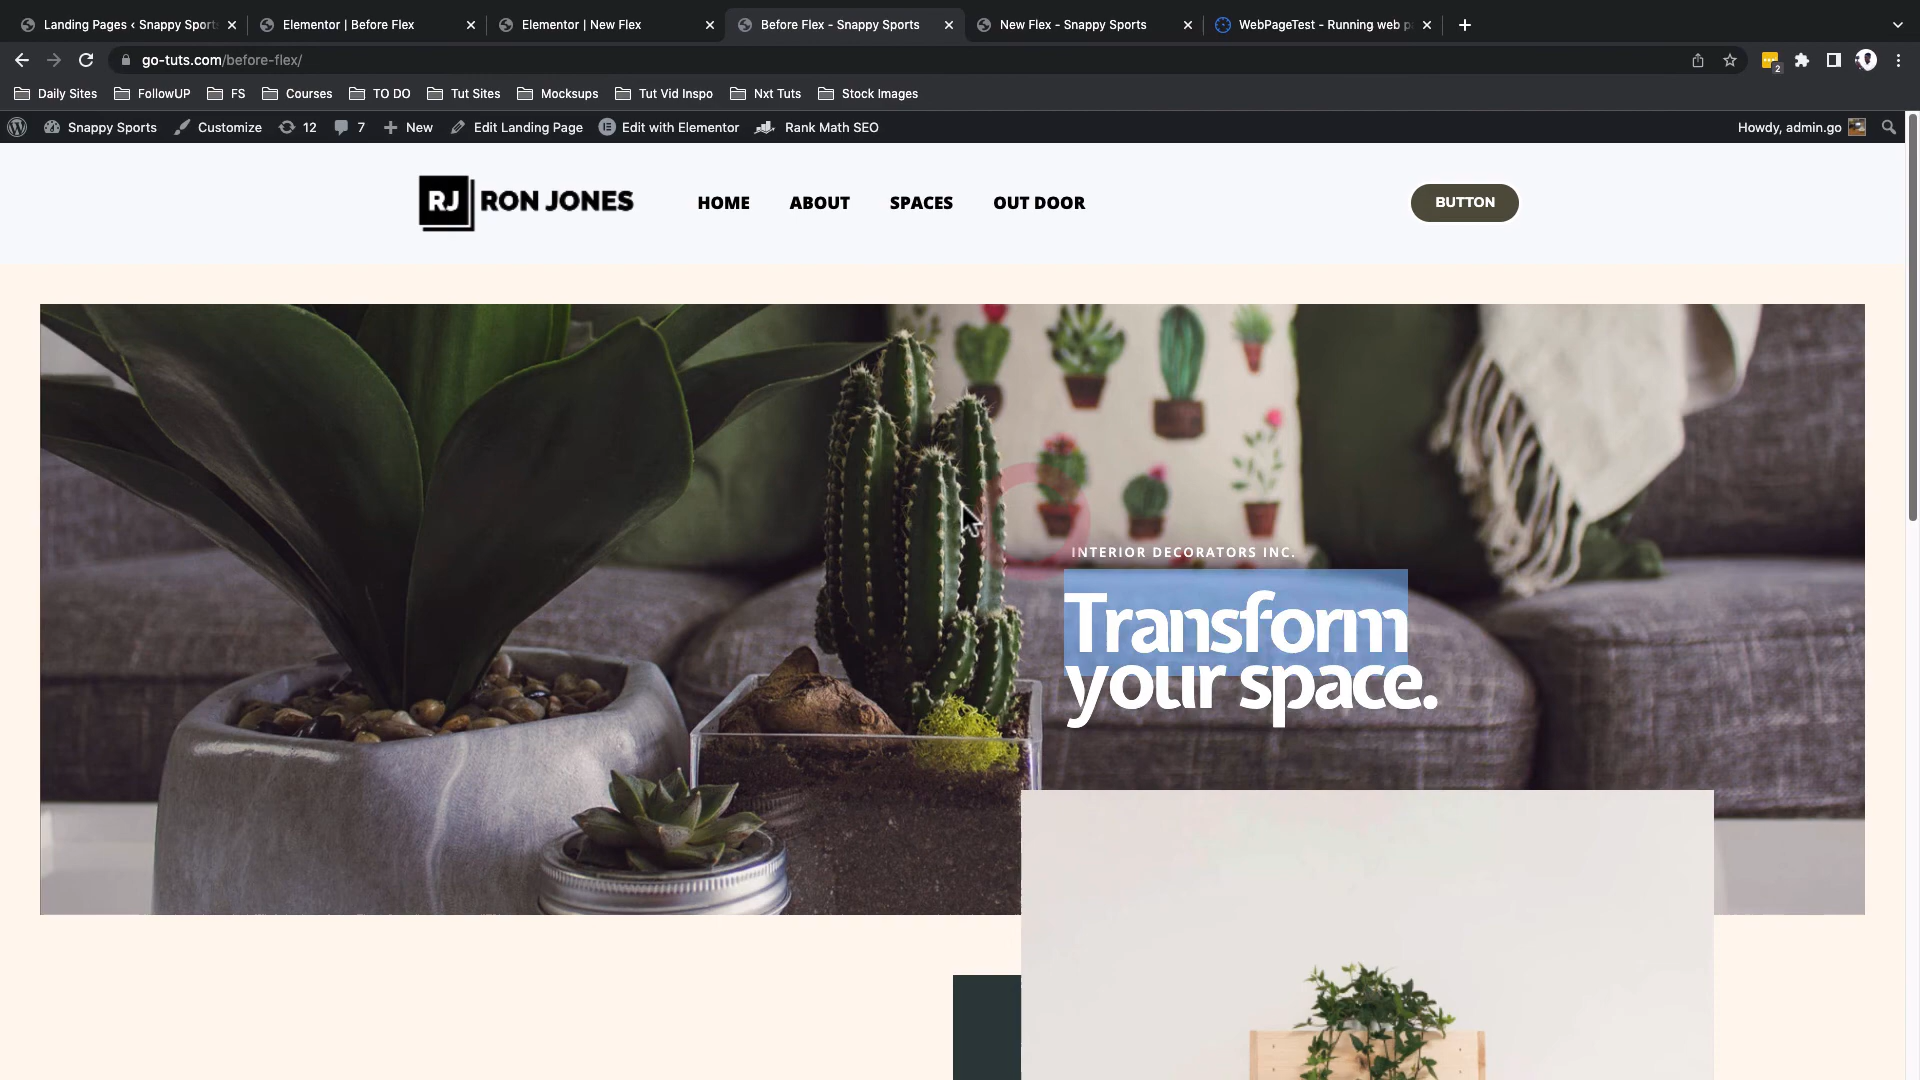 Landing Pages ‹ Snappy Sport
Elementor | Before Flex
Elementor | New Flex
Before Flex - Snappy Sports
New Flex - Snappy Sports
WebPageTest - Running web p
go-tuts.com/before-flex/
2
Daily Sites
FollowUP
FS
Courses
TO DO
Tut Sites
Mocksups
Tut Vid Inspo
Nxt Tuts
Stock Images
Snappy Sports
Customize
12
7
New
Edit Landing Page
Edit with Elementor
Rank Math SEO
Howdy, admin.go
RJ RON JONES
HOME
ABOUT
SPACES
OUT DOOR
BUTTON
INTERIOR DECORATORS INC.
Transform
your space.